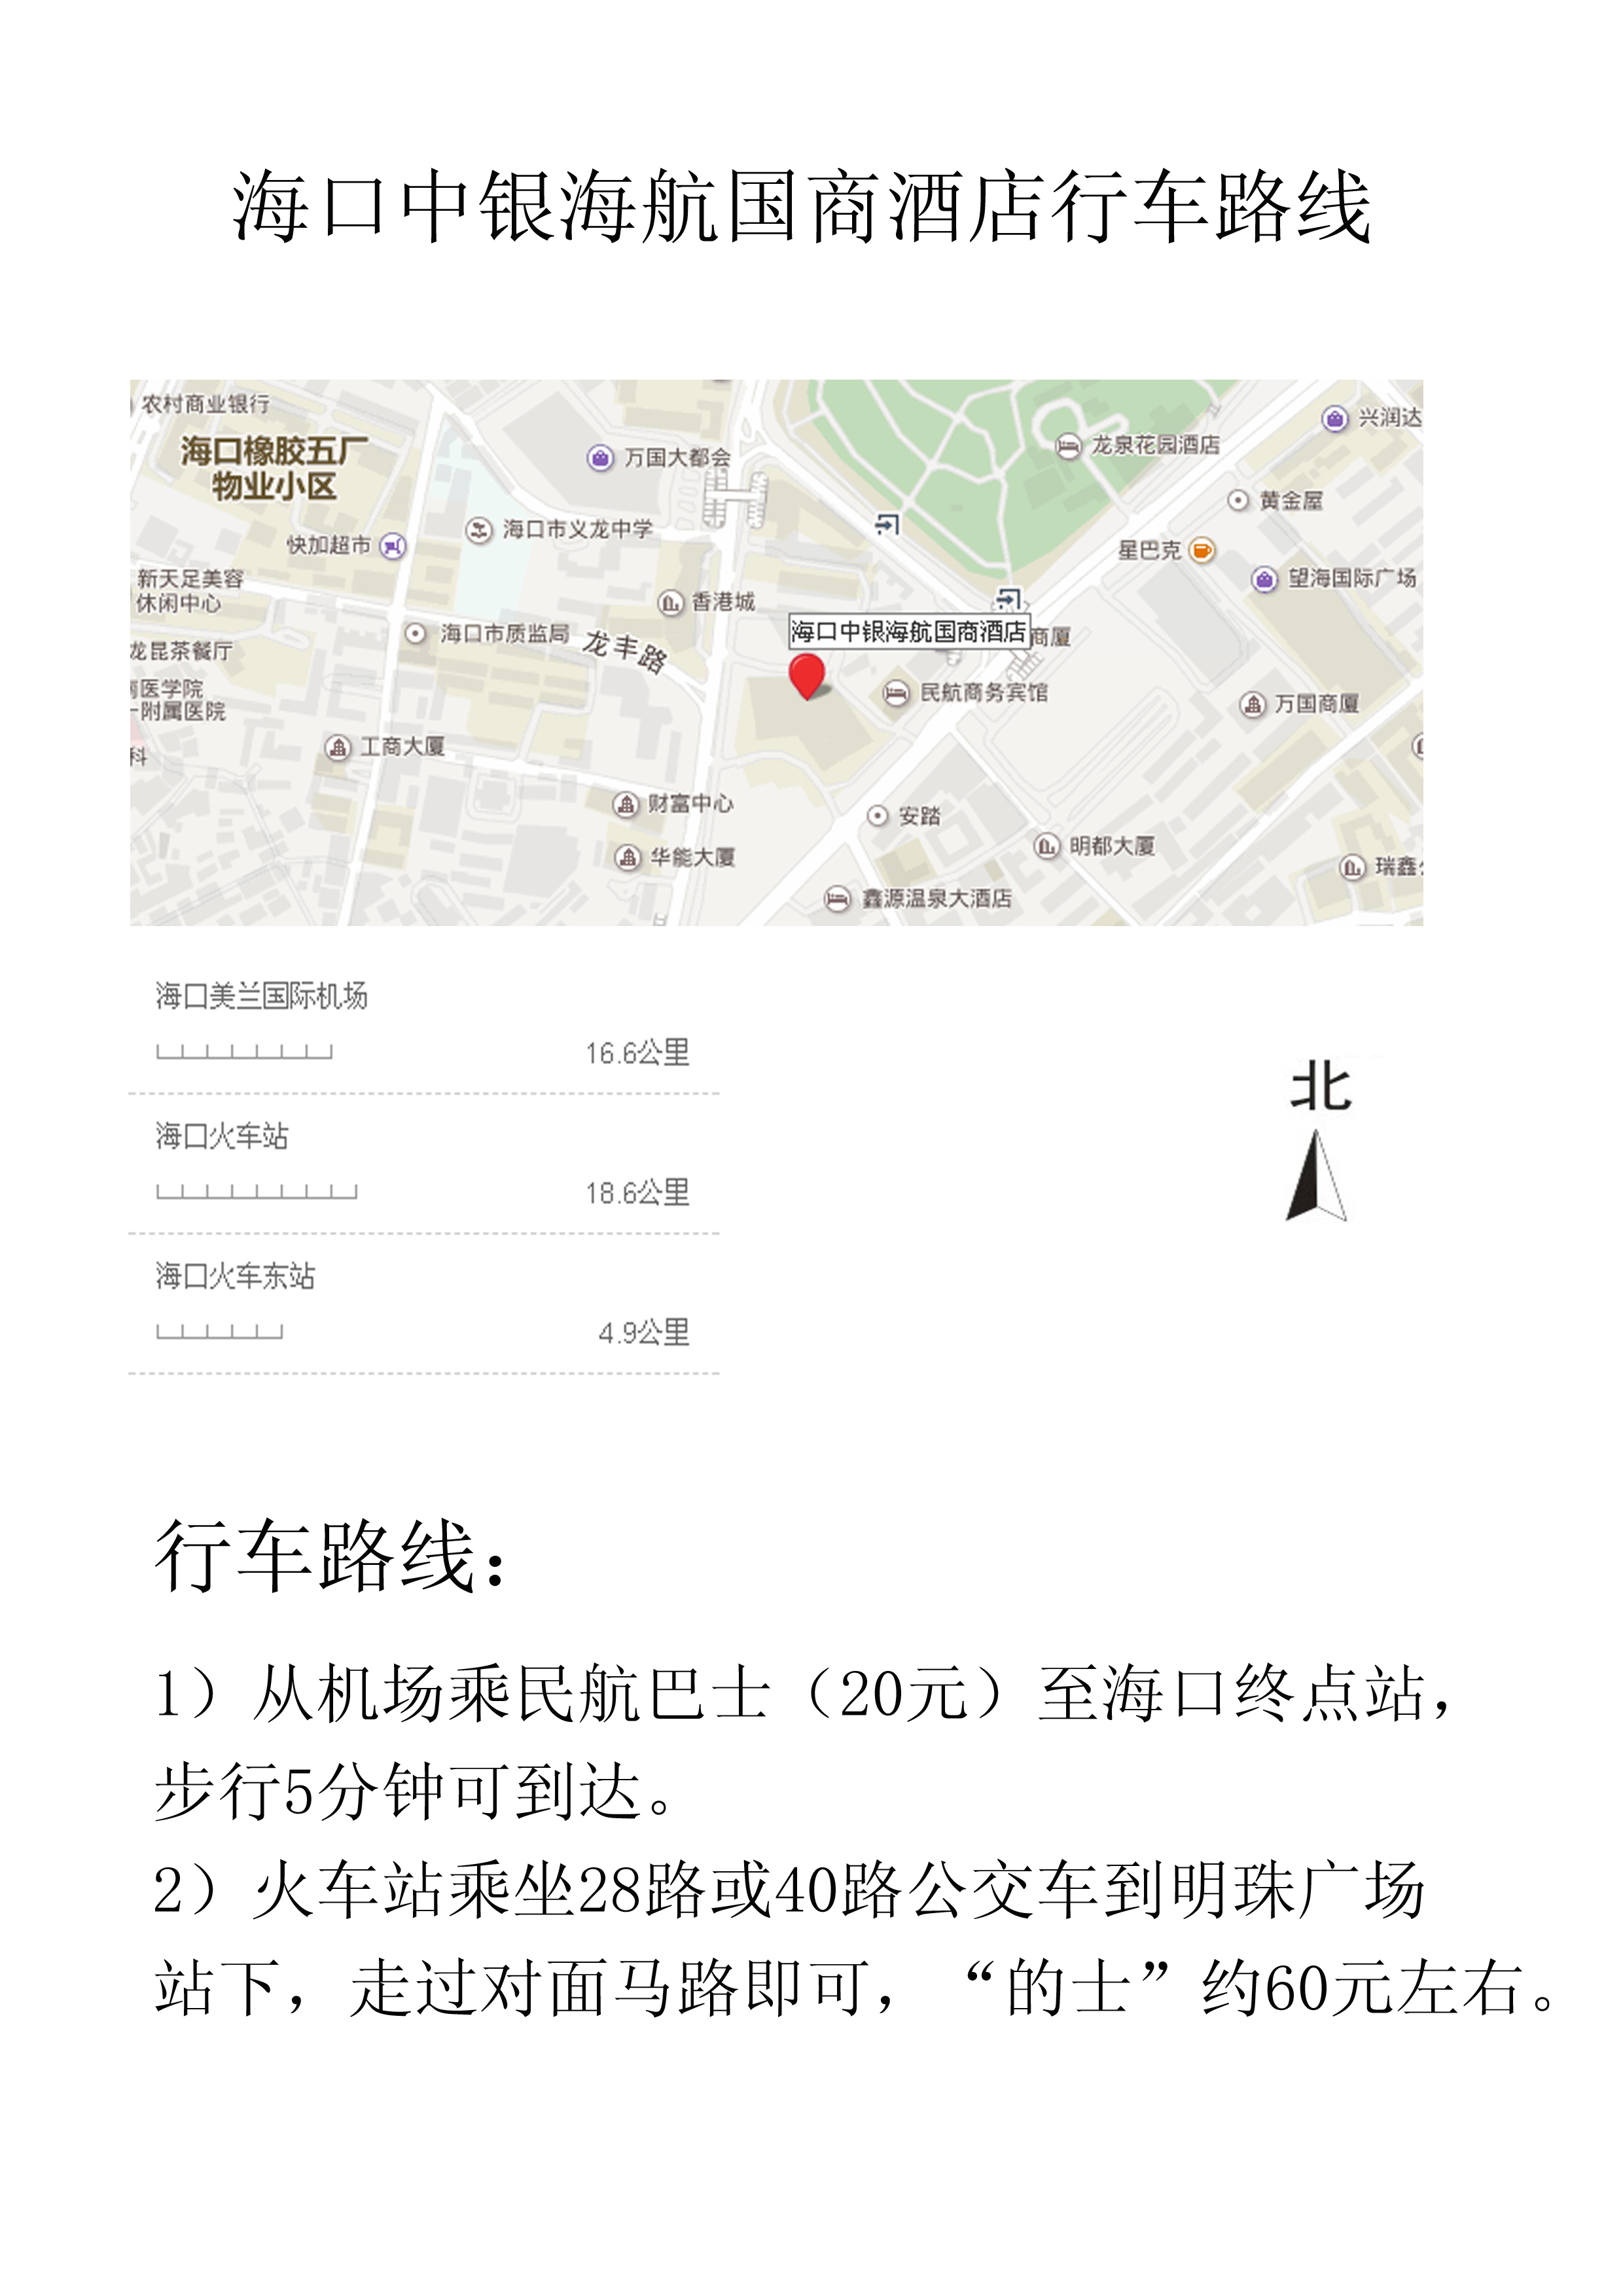 海口中银海航国商酒店行车路线
农村商业银行
海口橡胶五厂
物业小区
万国大都会
龙泉花园酒店
兴润达
黄金屋
海口市义龙中学
快加超市
星巴克
望海国际广场
新天足美容
休闲中心
香港城
海口中银海航国商酒店
商厦
海口市质监局
龙丰路
龙昆茶餐厅
医学院
附属医院
民航商务宾馆
万国商厦
工商大厦
科
财富中心
安踏
明都大厦
华能大厦
瑞鑫
鑫源温泉大酒店
海口美兰国际机场
16.6公里
北
海口火车站
18.6公里
海口火车东站
4.9公里
行车路线：
1）从机场乘民航巴士（20元）至海口终点站，
步行5分钟可到达。
2）火车站乘坐28路或40路公交车到明珠广场
站下，走过对面马路即可，“的士”约60元左右。